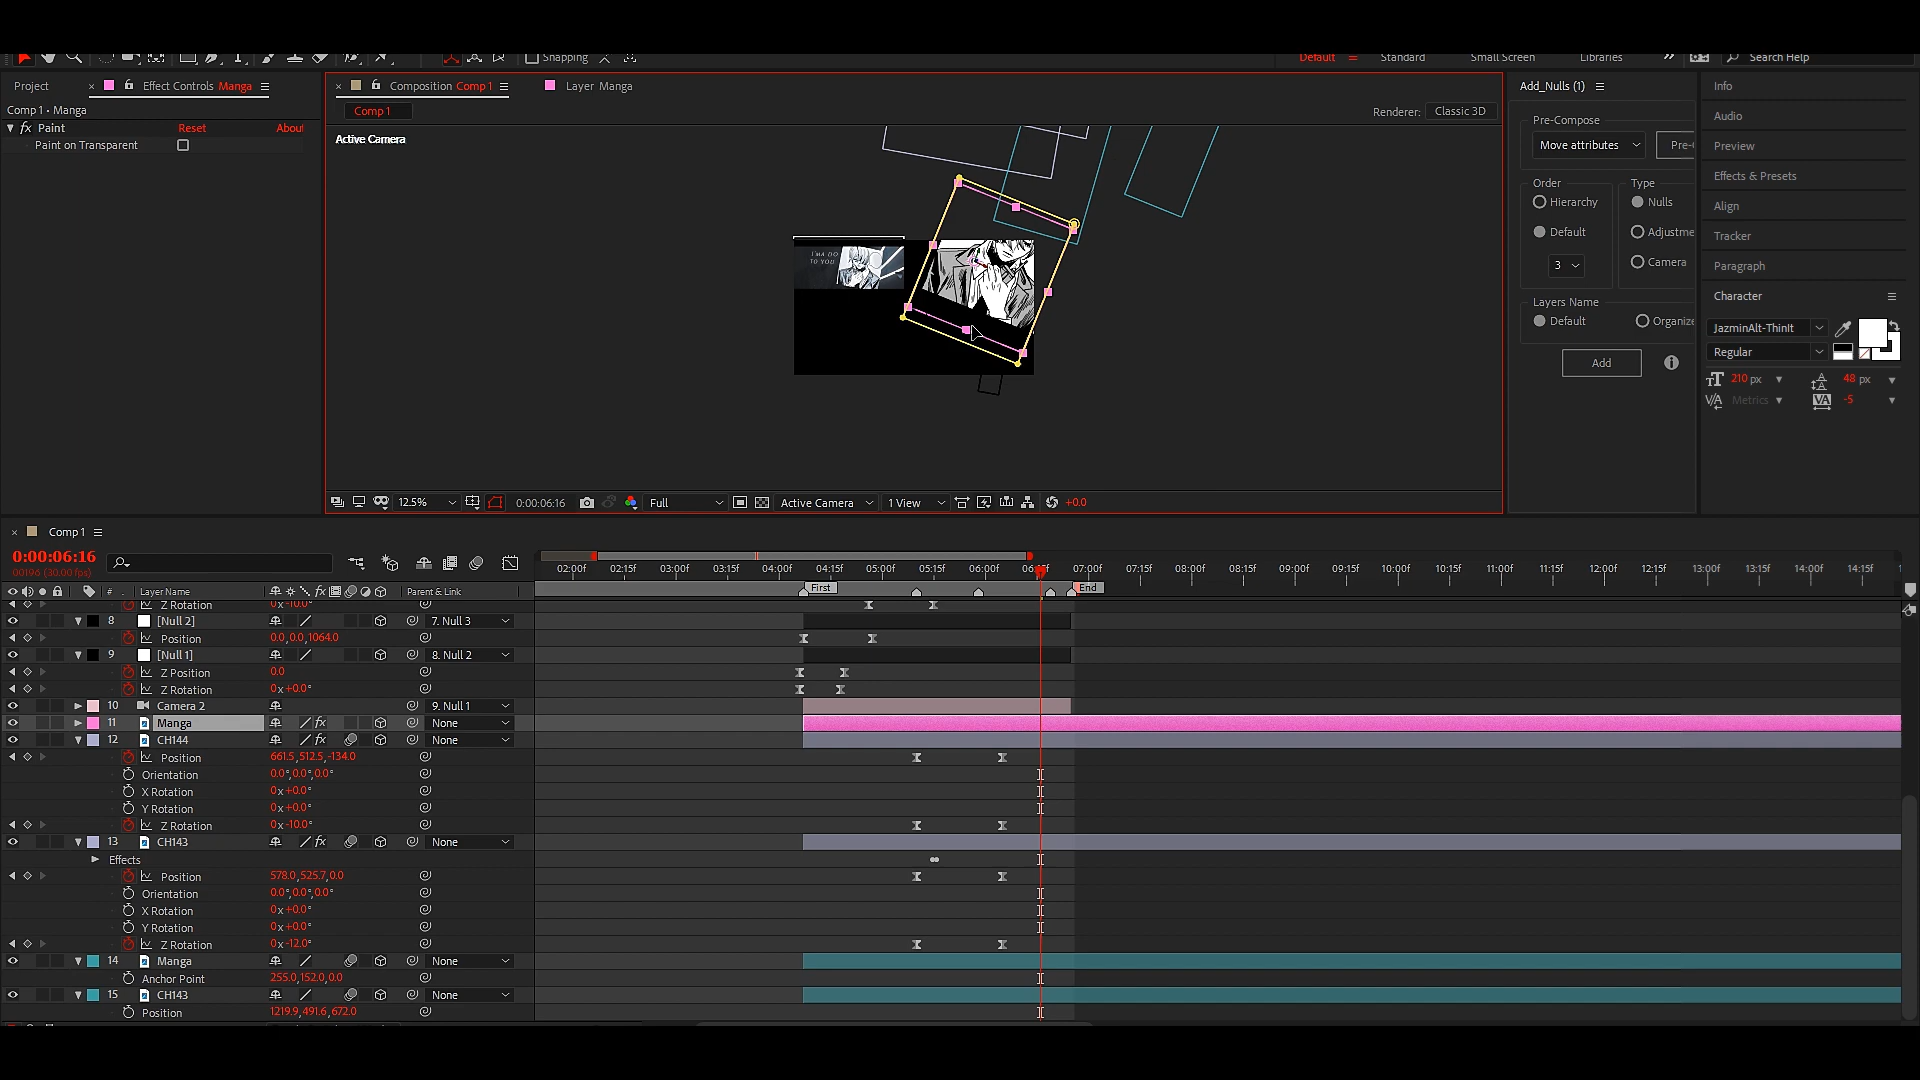 Snapping
Default
Standard
Small Screen
Libraries
Search Help
Project
Effect Controls Manga
Composition Comp 1
Layer Manga
Add_Nulls (1)
Info
Comp 1 • Manga
Comp 1
Renderer:
Classic 3D
Audio
fx Paint
Reset
About
Pre-Compose
Active Camera
Paint on Transparent
Move attributes
Pre-
Preview
Effects & Presets
Order
Type
Hierarchy
Nulls
Align
Default
Adjustme
Tracker
I'MA DO
TO YOU
3
Camera
Paragraph
Layers Name
Character
Default
Organize
JazminAlt-ThinIt
Regular
Add
210 px
48 px
Metrics
-5
12.5%
0:00:06:16
Full
Active Camera
1 View
+0.0
Comp 1
0:00:06:16
00196 (30.00 fps)
02:00f 02:15f 03:00f 03:15f 04:00f 04:15f 05:00f 05:15f 06:00f 07:00f 07:15f 08:00f 08:15f 09:00f 09:15f 10:00f 10:15f 11:00f 11:15f 12:00f 12:15f 13:00f 13:15f 14:00f 14:15f
# Layer Name Parent & Link
First
End
Z Rotation 0x-10.0°
8 [Null 2] 7. Null 3
Position 0.0,0.0,1064.0
9 [Null 1] 8. Null 2
Z Position 0.0
Z Rotation 0x+0.0°
10 Camera 2 9. Null 1
11 Manga fx None
12 CH144 fx None
Position 661.5,512.5,-134.0
Orientation 0.0°,0.0°,0.0°
X Rotation 0x+0.0°
Y Rotation 0x+0.0°
Z Rotation 0x-10.0°
13 CH143 fx None
Effects
Position 578.0,525.7,0.0
Orientation 0.0°,0.0°,0.0°
X Rotation 0x+0.0°
Y Rotation 0x+0.0°
Z Rotation 0x-12.0°
14 Manga None
Anchor Point 255.0,152.0,0.0
15 CH143 None
Position 1219.9,491.6,672.0